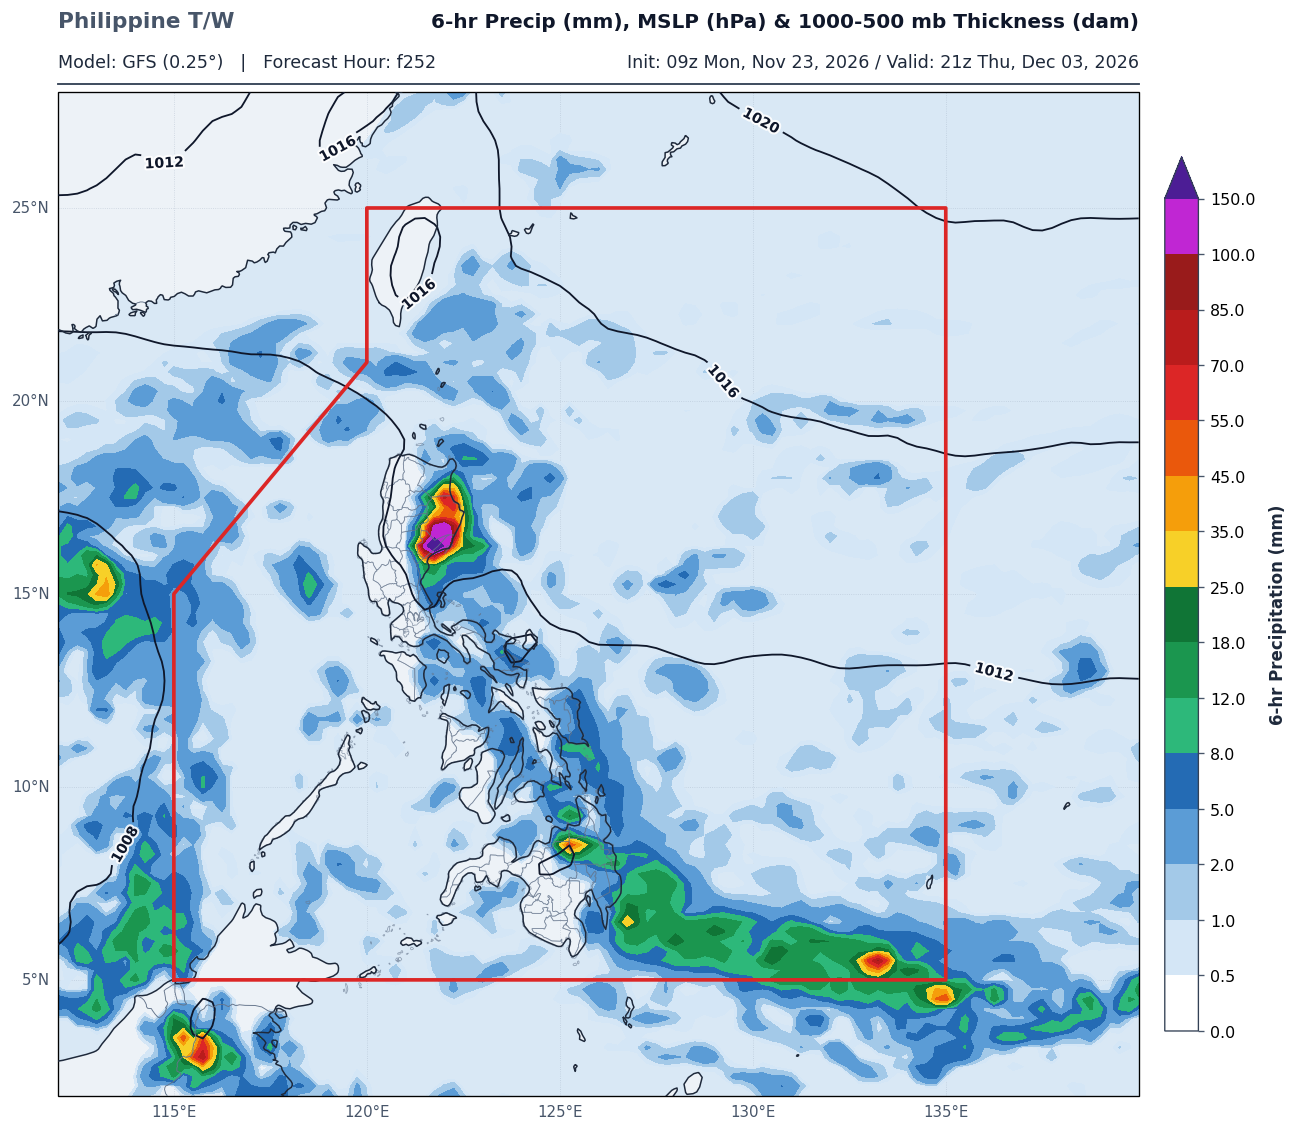 Philippine T/W
6-hr Precip (mm), MSLP (hPa) & 1000-500 mb Thickness (dam)
Model: GFS (0.25°) | Forecast Hour: f252
Init: 09z Mon, Nov 23, 2026 / Valid: 21z Thu, Dec 03, 2026
1020
1016
1012
25°N
1016
1016
20°N
15°N
1012
10°N
1008
5°N
115°E
120°E
125°E
130°E
135°E
150.0
100.0
85.0
70.0
55.0
45.0
35.0
25.0
18.0
12.0
8.0
5.0
2.0
1.0
0.5
0.0
6-hr Precipitation (mm)